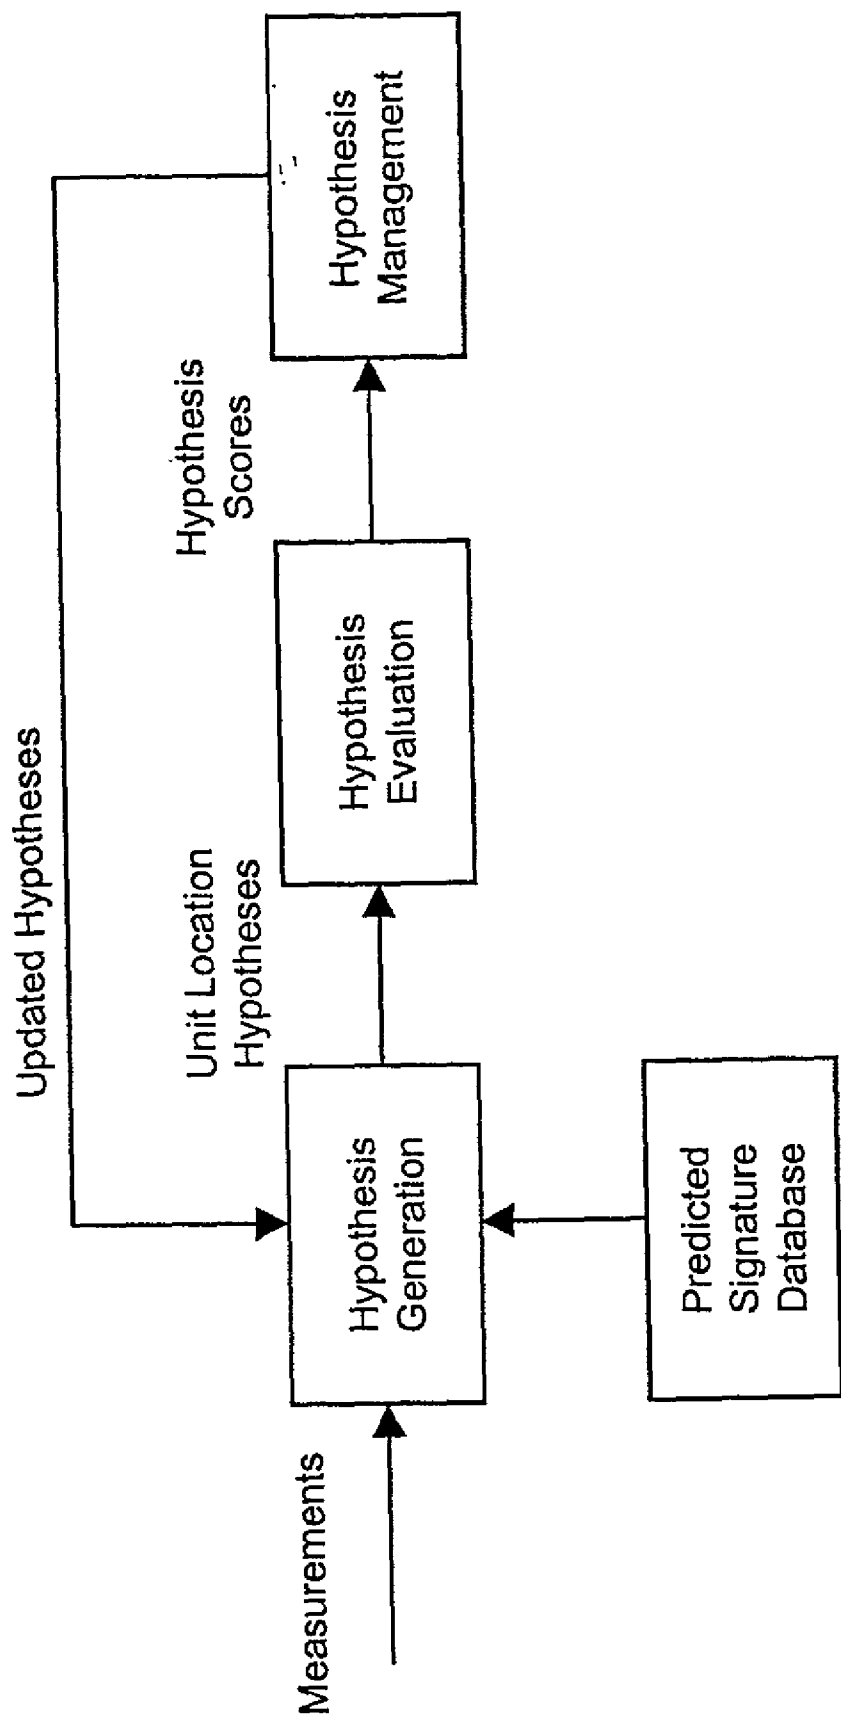 Updated Hypotheses
Unit Location
Hypotheses
Hypothesis
Scores
Measurements
Hypothesis
Generation
Hypothesis
Evaluation
Hypothesis
Management
Predicted
Signature
Database